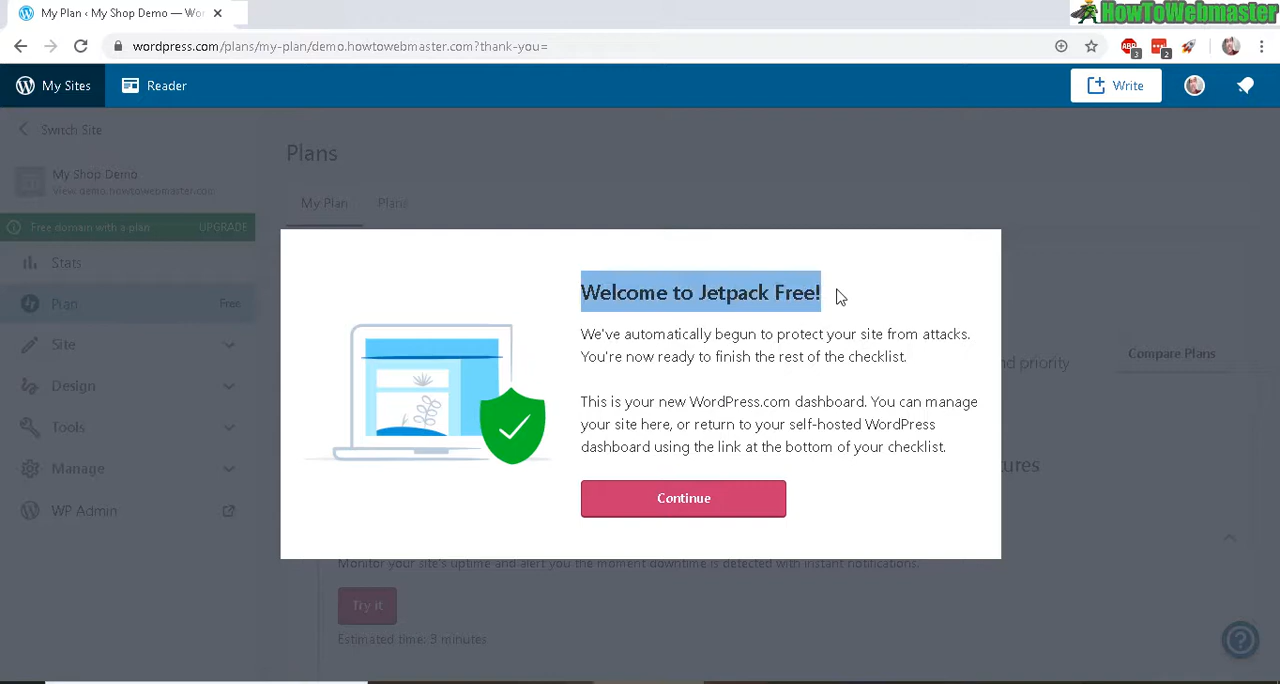 My Plan ‹ My Shop Demo — Wor
HowToWebmaster
wordpress.com/plans/my-plan/demo.howtowebmaster.com?thank-you=
ABP
3
2
My Sites
Reader
Write
Switch Site
Plans
My Shop Demo
View demo.howtowebmaster.com
My Plan
Plans
Free domain with a plan
UPGRADE
Stats
Plan
Free
Site
Design
Tools
Manage
WP Admin
Welcome to Jetpack Free!
We've automatically begun to protect your site from attacks.
You're now ready to finish the rest of the checklist.
This is your new WordPress.com dashboard. You can manage
your site here, or return to your self-hosted WordPress
dashboard using the link at the bottom of your checklist.
Continue
nd priority
Compare Plans
tures
Monitor your site's uptime and alert you the moment downtime is detected with instant notifications.
Try it
Estimated time: 3 minutes